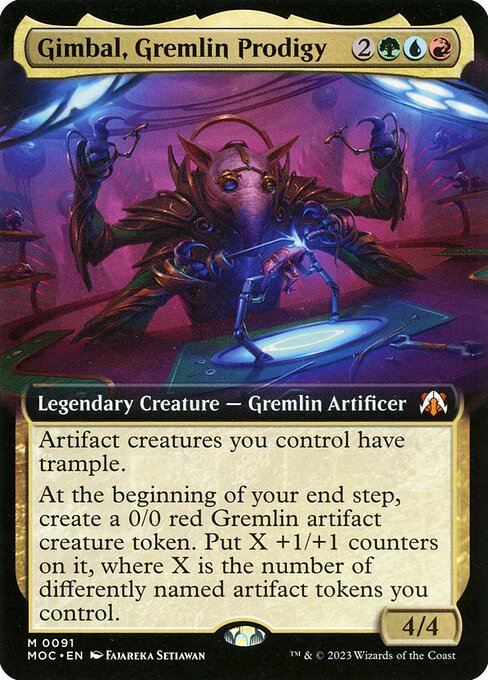 Gimbal, Gremlin Prodigy 2
Legendary Creature — Gremlin Artificer
Artifact creatures you control have
trample.
At the beginning of your end step,
create a 0/0 red Gremlin artifact
creature token. Put X +1/+1 counters
on it, where X is the number of
differently named artifact tokens you
control.
4/4
M 0091
MOC • EN Fajareka Setiawan
™ & © 2023 Wizards of the Coast